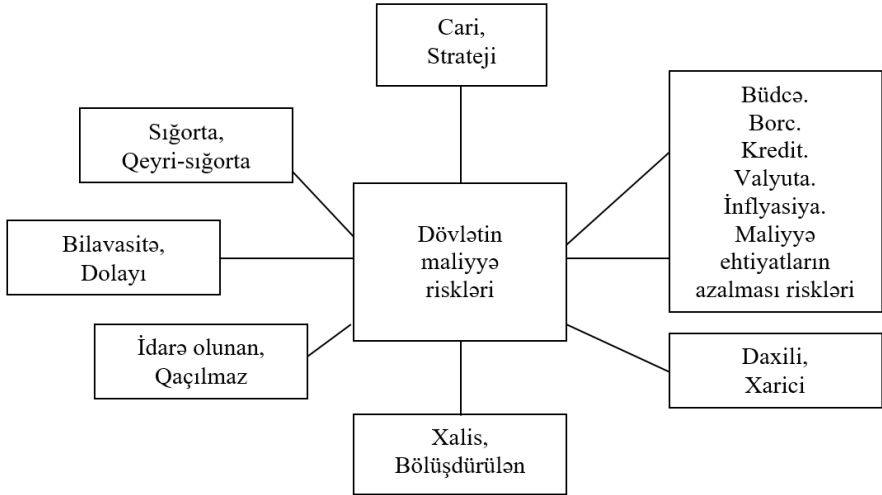 Cari,
Strateji
Sığorta,
Qeyri-sığorta
Büdcə.
Borc.
Kredit.
Valyuta.
İnflyasiya.
Maliyyə
ehtiyatların
azalması riskləri
Bilavasitə,
Dolayı
Dövlətin
maliyyə
riskləri
İdarə olunan,
Qaçılmaz
Daxili,
Xarici
Xalis,
Bölüşdürülən